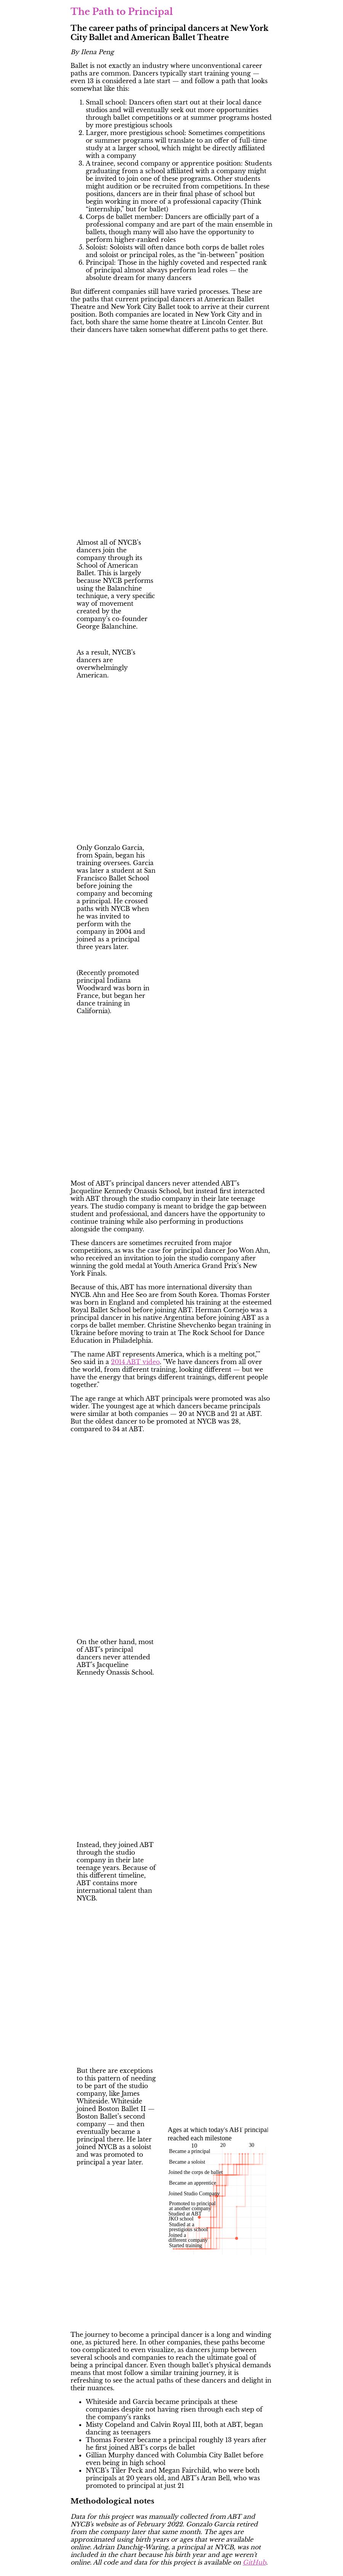 The Path to Principal
The career paths of principal dancers at New York
City Ballet and American Ballet Theatre
By Ilena Peng
Ballet is not exactly an industry where unconventional career
paths are common. Dancers typically start training young —
even 13 is considered a late start — and follow a path that looks
somewhat like this:
1. Small school: Dancers often start out at their local dance
studios and will eventually seek out more opportunities
through ballet competitions or at summer programs hosted
by more prestigious schools
2. Larger, more prestigious school: Sometimes competitions
or summer programs will translate to an offer of full-time
study at a larger school, which might be directly affiliated
with a company
3. A trainee, second company or apprentice position: Students
graduating from a school affiliated with a company might
be invited to join one of these programs. Other students
might audition or be recruited from competitions. In these
positions, dancers are in their final phase of school but
begin working in more of a professional capacity (Think
“internship,” but for ballet)
4. Corps de ballet member: Dancers are officially part of a
professional company and are part of the main ensemble in
ballets, though many will also have the opportunity to
perform higher-ranked roles
5. Soloist: Soloists will often dance both corps de ballet roles
and soloist or principal roles, as the “in-between” position
6. Principal: Those in the highly coveted and respected rank
of principal almost always perform lead roles — the
absolute dream for many dancers
But different companies still have varied processes. These are
the paths that current principal dancers at American Ballet
Theatre and New York City Ballet took to arrive at their current
position. Both companies are located in New York City and in
fact, both share the same home theatre at Lincoln Center. But
their dancers have taken somewhat different paths to get there.
Almost all of NYCB’s
dancers join the
company through its
School of American
Ballet. This is largely
because NYCB performs
using the Balanchine
technique, a very specific
way of movement
created by the
company’s co-founder
George Balanchine.
As a result, NYCB’s
dancers are
overwhelmingly
American.
Only Gonzalo Garcia,
from Spain, began his
training oversees. Garcia
was later a student at San
Francisco Ballet School
before joining the
company and becoming
a principal. He crossed
paths with NYCB when
he was invited to
perform with the
company in 2004 and
joined as a principal
three years later.
(Recently promoted
principal Indiana
Woodward was born in
France, but began her
dance training in
California).
Most of ABT’s principal dancers never attended ABT’s
Jacqueline Kennedy Onassis School, but instead first interacted
with ABT through the studio company in their late teenage
years. The studio company is meant to bridge the gap between
student and professional, and dancers have the opportunity to
continue training while also performing in productions
alongside the company.
These dancers are sometimes recruited from major
competitions, as was the case for principal dancer Joo Won Ahn,
who received an invitation to join the studio company after
winning the gold medal at Youth America Grand Prix’s New
York Finals.
Because of this, ABT has more international diversity than
NYCB. Ahn and Hee Seo are from South Korea. Thomas Forster
was born in England and completed his training at the esteemed
Royal Ballet School before joining ABT. Herman Cornejo was a
principal dancer in his native Argentina before joining ABT as a
corps de ballet member. Christine Shevchenko began training in
Ukraine before moving to train at The Rock School for Dance
Education in Philadelphia.
"The name ABT represents America, which is a melting pot,'"
Seo said in a 2014 ABT video. "We have dancers from all over
the world, from different training, looking different — but we
have the energy that brings different trainings, different people
together."
The age range at which ABT principals were promoted was also
wider. The youngest age at which dancers became principals
were similar at both companies — 20 at NYCB and 21 at ABT.
But the oldest dancer to be promoted at NYCB was 28,
compared to 34 at ABT.
On the other hand, most
of ABT’s principal
dancers never attended
ABT’s Jacqueline
Kennedy Onassis School.
Instead, they joined ABT
through the studio
company in their late
teenage years. Because of
this different timeline,
ABT contains more
international talent than
NYCB.
But there are exceptions
to this pattern of needing
to be part of the studio
company, like James
Whiteside. Whiteside
joined Boston Ballet II —
Boston Ballet’s second
company — and then
eventually became a
principal there. He later
joined NYCB as a soloist
and was promoted to
principal a year later.
Ages at which today's ABT principals
reached each milestone
10 20 30
Became a principal
Became a soloist
Joined the corps de ballet
Became an apprentice
Joined Studio Company
Promoted to principal
at another company
Studied at ABT
JKO school
Studied at a
prestigious school
Joined a
different company
Started training
The journey to become a principal dancer is a long and winding
one, as pictured here. In other companies, these paths become
too complicated to even visualize, as dancers jump between
several schools and companies to reach the ultimate goal of
being a principal dancer. Even though ballet’s physical demands
means that most follow a similar training journey, it is
refreshing to see the actual paths of these dancers and delight in
their nuances.
• Whiteside and Garcia became principals at these
companies despite not having risen through each step of
the company’s ranks
• Misty Copeland and Calvin Royal III, both at ABT, began
dancing as teenagers
• Thomas Forster became a principal roughly 13 years after
he first joined ABT’s corps de ballet
• Gillian Murphy danced with Columbia City Ballet before
even being in high school
• NYCB’s Tiler Peck and Megan Fairchild, who were both
principals at 20 years old, and ABT’s Aran Bell, who was
promoted to principal at just 21
Methodological notes
Data for this project was manually collected from ABT and
NYCB’s website as of February 2022. Gonzalo Garcia retired
from the company later that same month. The ages are
approximated using birth years or ages that were available
online. Adrian Danchig-Waring, a principal at NYCB, was not
included in the chart because his birth year and age weren’t
online. All code and data for this project is available on GitHub.